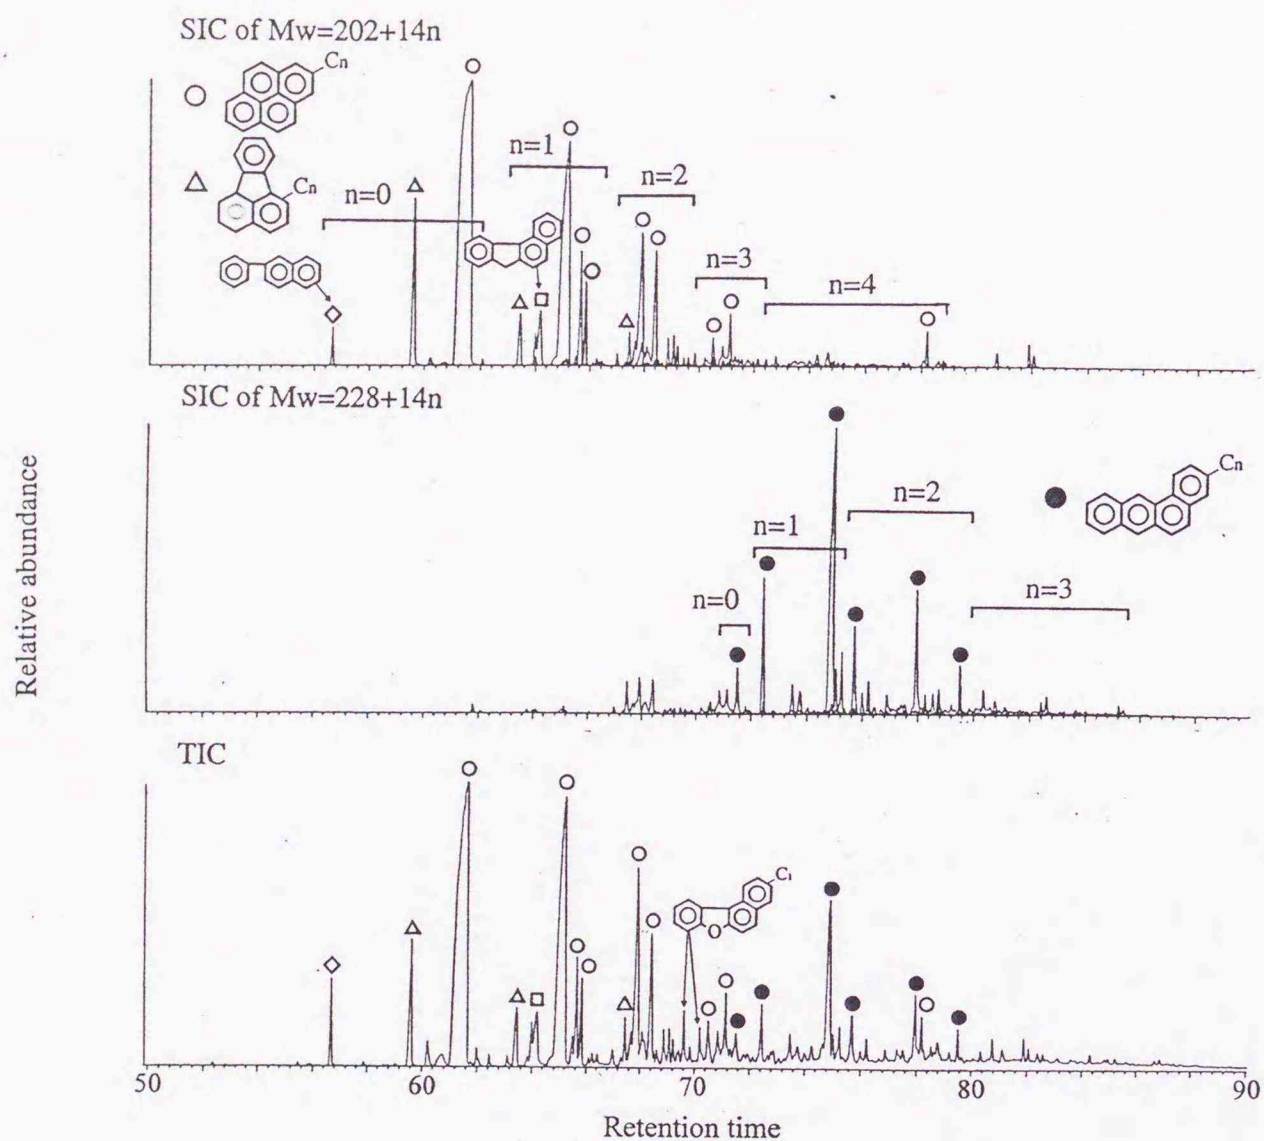 SIC of Mw=202+14n
Cn
Cn
n=0
n=1
n=2
n=3
n=4
SIC of Mw=228+14n
Cn
n=0
n=1
n=2
n=3
Relative abundance
TIC
O
50
60
70
80
90
Retention time